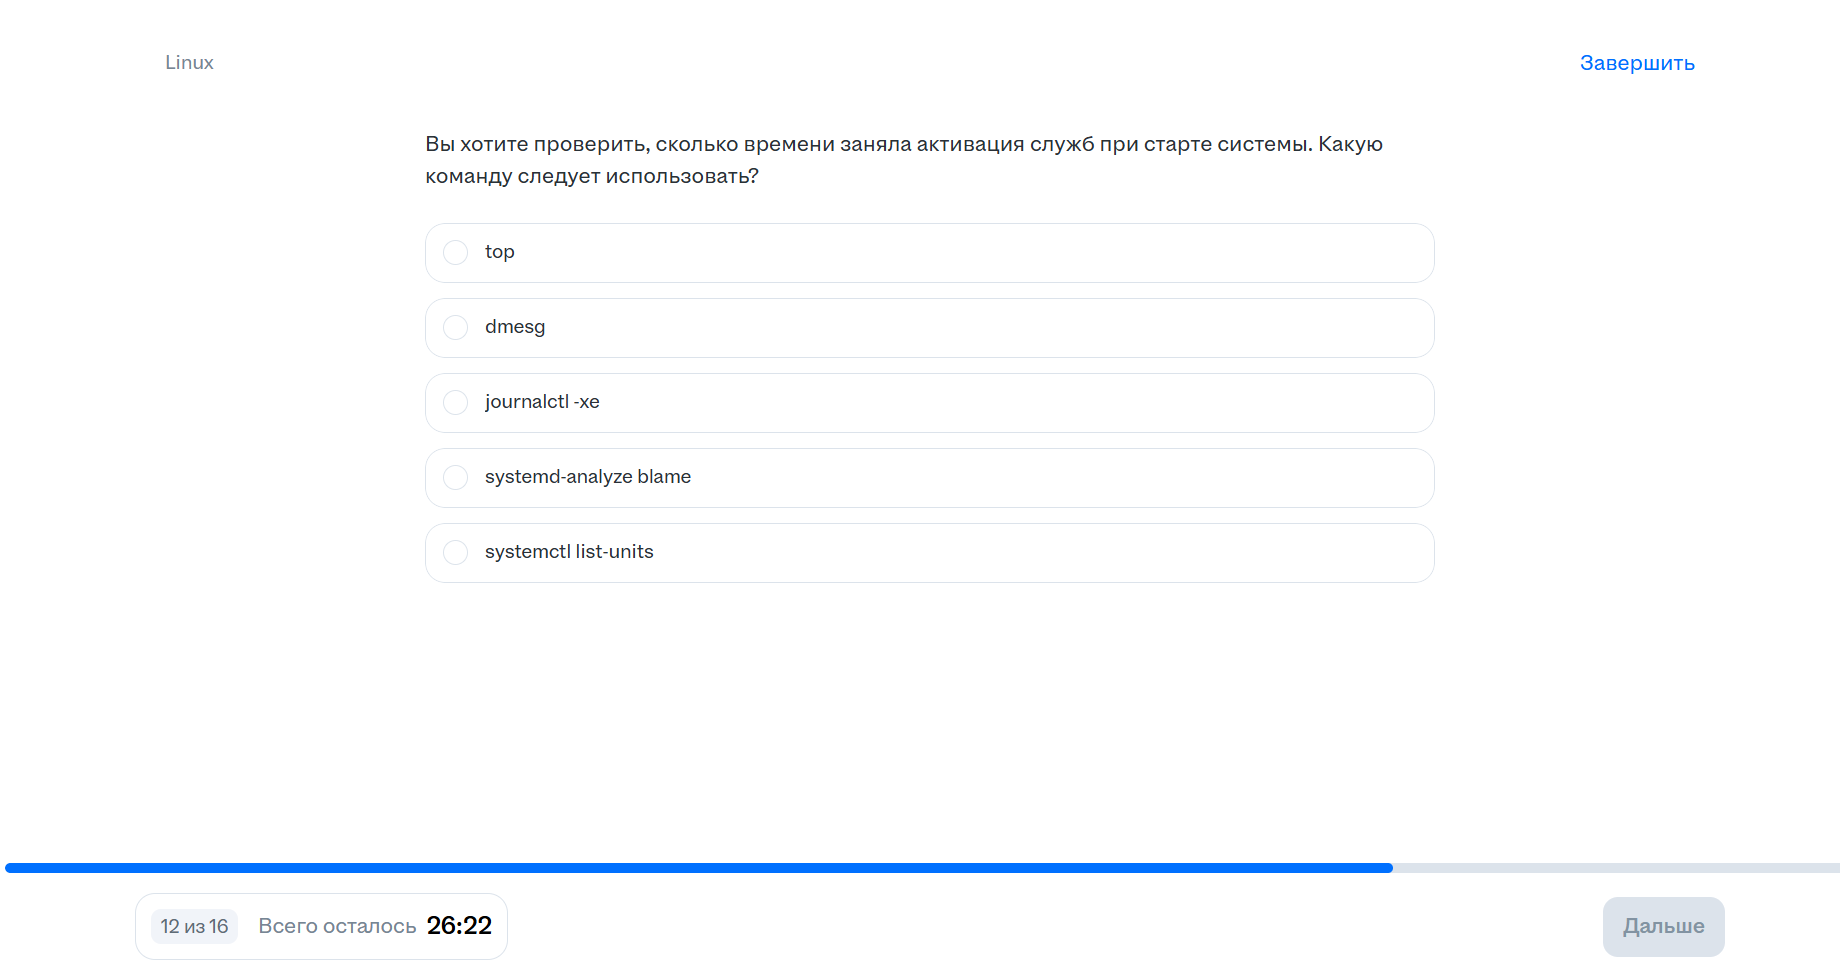 Linux
Завершить
Вы хотите проверить, сколько времени заняла активация служб при старте системы. Какую
команду следует использовать?
top
dmesg
journalctl -xe
systemd-analyze blame
systemctl list-units
12 из 16
Всего осталось 26:22
Дальше